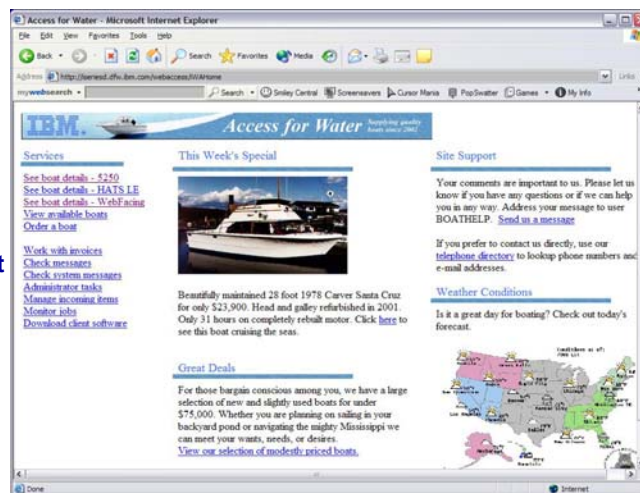 Access for Water - Microsoft Internet Explorer
File Edit View Favorites Tools Help
Back Search Favorites Media
Address http://iseriesd.dfw.ibm.com/webaccess/iWAHome Links
mywebsearch Search Smiley Central Screensavers Cursor Mania PopSwatter Games My Info
IBM. Access for Water Supplying quality boats since 2002
Services
See boat details - 5250
See boat details - HATS LE
See boat details - WebFacing
View available boats
Order a boat
Work with invoices
Check messages
Check system messages
Administrator tasks
Manage incoming items
Monitor jobs
Download client software
t
This Week's Special
Beautifully maintained 28 foot 1978 Carver Santa Cruz
for only $23,900. Head and galley refurbished in 2001.
Only 31 hours on completely rebuilt motor. Click here to
see this boat cruising the seas.
Great Deals
For those bargain conscious among you, we have a large
selection of new and slightly used boats for under
$75,000. Whether you are planning on sailing in your
backyard pond or navigating the mighty Mississippi we
can meet your wants, needs, or desires.
View our selection of modestly priced boats.
Site Support
Your comments are important to us. Please let us
know if you have any questions or if we can help
you in any way. Address your message to user
BOATHELP. Send us a message
If you prefer to contact us directly, use our
telephone directory to lookup phone numbers and
e-mail addresses.
Weather Conditions
Is it a great day for boating? Check out today's
forecast.
Conditions as of:
Done Internet